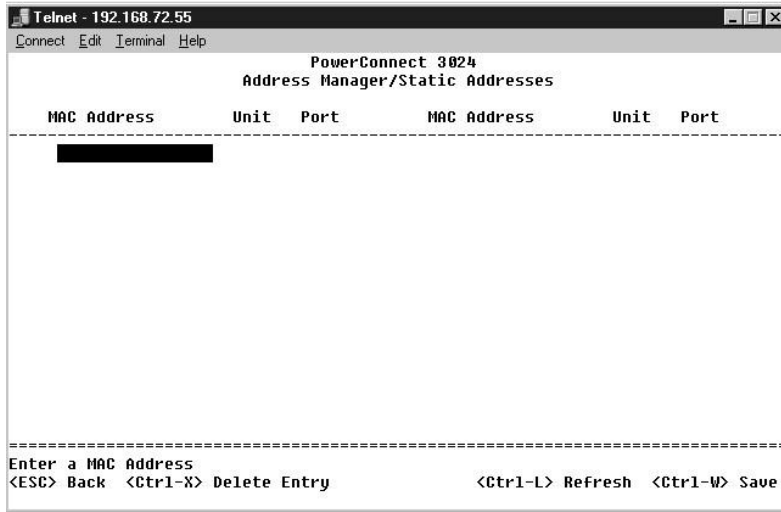 Telnet - 192.168.72.55
Connect Edit Terminal Help
PowerConnect 3024
Address Manager/Static Addresses
MAC Address Unit Port MAC Address Unit Port
Enter a MAC Address
<ESC> Back <Ctrl-X> Delete Entry <Ctrl-L> Refresh <Ctrl-W> Save